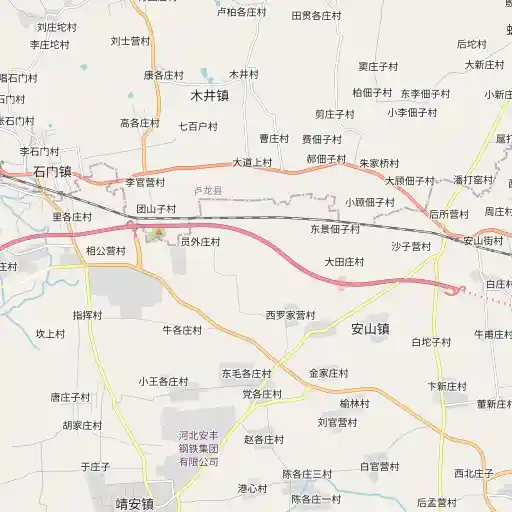 卢柏各庄村
田贯各庄村
刘庄坨村
李庄坨村
刘士营村
后坨村
窦庄子村
大新庄村
石门村
康各庄村
木井村
柏佃子村
东李佃子村
小新庄
木井镇
小李佃子村
剪庄子村
石门村
高各庄村
七百户村
曹庄村
费佃子村
李石门村
大道上村
郝佃子村
朱家桥村
石门镇
李官营村
卢龙县
大顾佃子村
潘打窑村
小顾佃子村
里各庄村
团山子村
后所营村
周庄村
东景佃子村
员外庄村
沙子营村
安山街村
相公营村
庄村
大田庄村
白庄村
指挥村
西罗家营村
坎上村
牛各庄村
安山镇
牛甫庄村
白坨子村
东毛各庄村
金家庄村
小王各庄村
卞新庄村
唐庄子村
党各庄村
榆林村
董新庄村
胡家庄村
刘官营村
河北安丰
钢铁集团
有限公司
赵各庄村
于庄子
白官营村
陈各庄三村
西北庄子
港心村
靖安镇
陈各庄一村
后孟营村